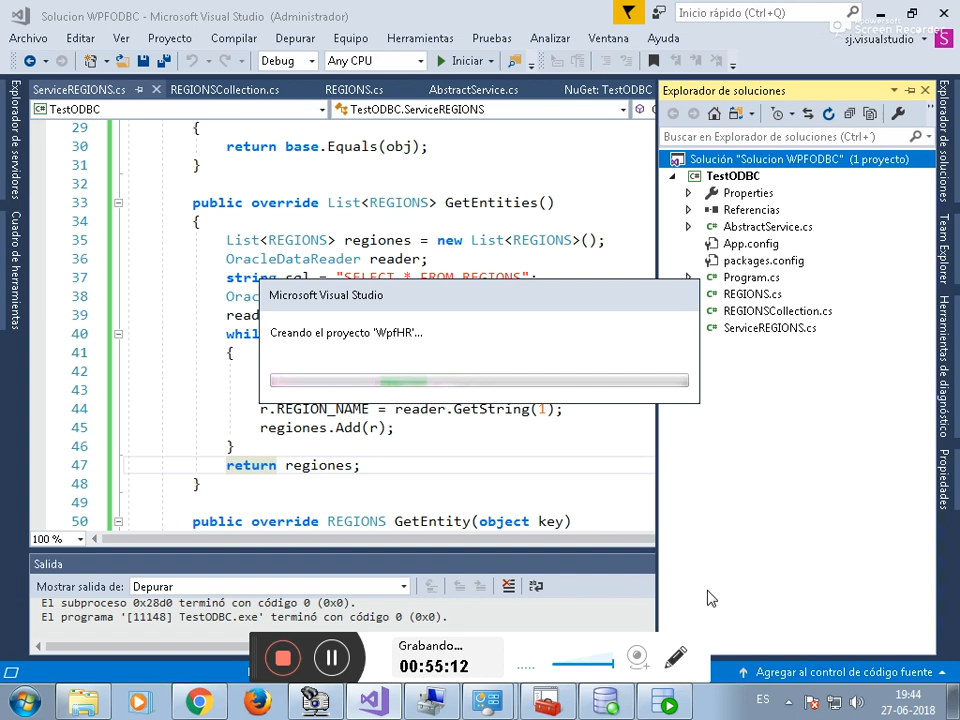 Solucion WPFODBC - Microsoft Visual Studio (Administrador)
Inicio rápido (Ctrl+Q)
Screen Recorder
Archivo Editar Ver Proyecto Compilar Depurar Equipo Herramientas Pruebas Analizar Ventana Ayuda
sj.visualstudio
S
Debug Any CPU Iniciar
ServiceREGIONS.cs REGIONSCollection.cs REGIONS.cs AbstractService.cs NuGet: TestODBC
TestODBC TestODBC.ServiceREGIONS
29 {
30 return base.Equals(obj);
31 }
32
33 public override List<REGIONS> GetEntities()
34 {
35 List<REGIONS> regiones = new List<REGIONS>();
36 OracleDataReader reader;
37 string sql = "SELECT * FROM REGIONS";
38
39
40
41 {
42
43
44 r.REGION_NAME = reader.GetString(1);
45 regiones.Add(r);
46 }
47 return regiones;
48 }
49
50 public override REGIONS GetEntity(object key)
100 %
Microsoft Visual Studio
Creando el proyecto 'WpfHR'...
Salida
Mostrar salida de: Depurar
El subproceso 0x28d0 terminó con código 0 (0x0).
El programa '[11148] TestODBC.exe' terminó con código 0 (0x0).
Explorador de soluciones
Buscar en Explorador de soluciones (Ctrl+´)
Solución "Solucion WPFODBC" (1 proyecto)
TestODBC
Properties
Referencias
AbstractService.cs
App.config
packages.config
Program.cs
REGIONS.cs
REGIONSCollection.cs
ServiceREGIONS.cs
Explorador de servidores
Cuadro de herramientas
Explorador de soluciones
Team Explorer
Herramientas de diagnóstico
Propiedades
Grabando...
00:55:12
Agregar al control de código fuente
ES
19:44
27-06-2018